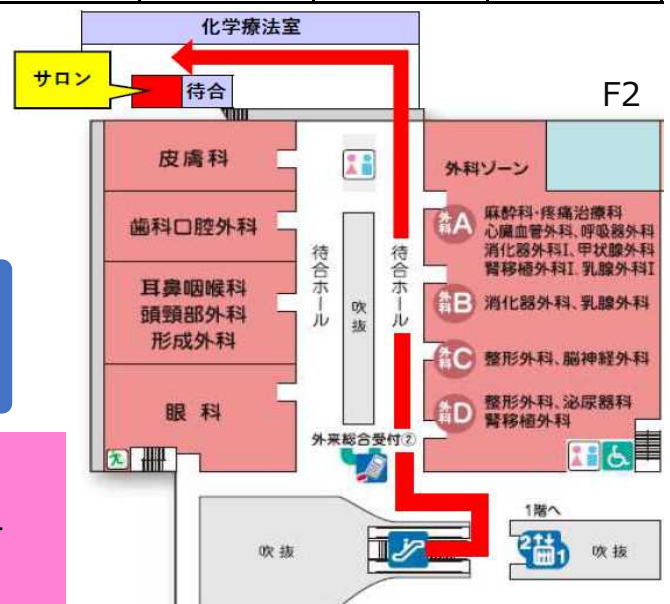 化学療法室
サロン
待合
F2
皮膚科
歯科口腔外科
耳鼻咽喉科
頭頸部外科
形成外科
眼科
待合ホール
吹抜
待合ホール
外科ゾーン
外科A
麻酔科・疼痛治療科
心臓血管外科、呼吸器外科
消化器外科I、甲状腺外科
腎移植外科I、乳腺外科I
外科B
消化器外科、乳腺外科
外科C
整形外科、脳神経外科
外科D
整形外科、泌尿器科
腎移植外科
外来総合受付②
吹抜
1階へ
2 1
吹抜